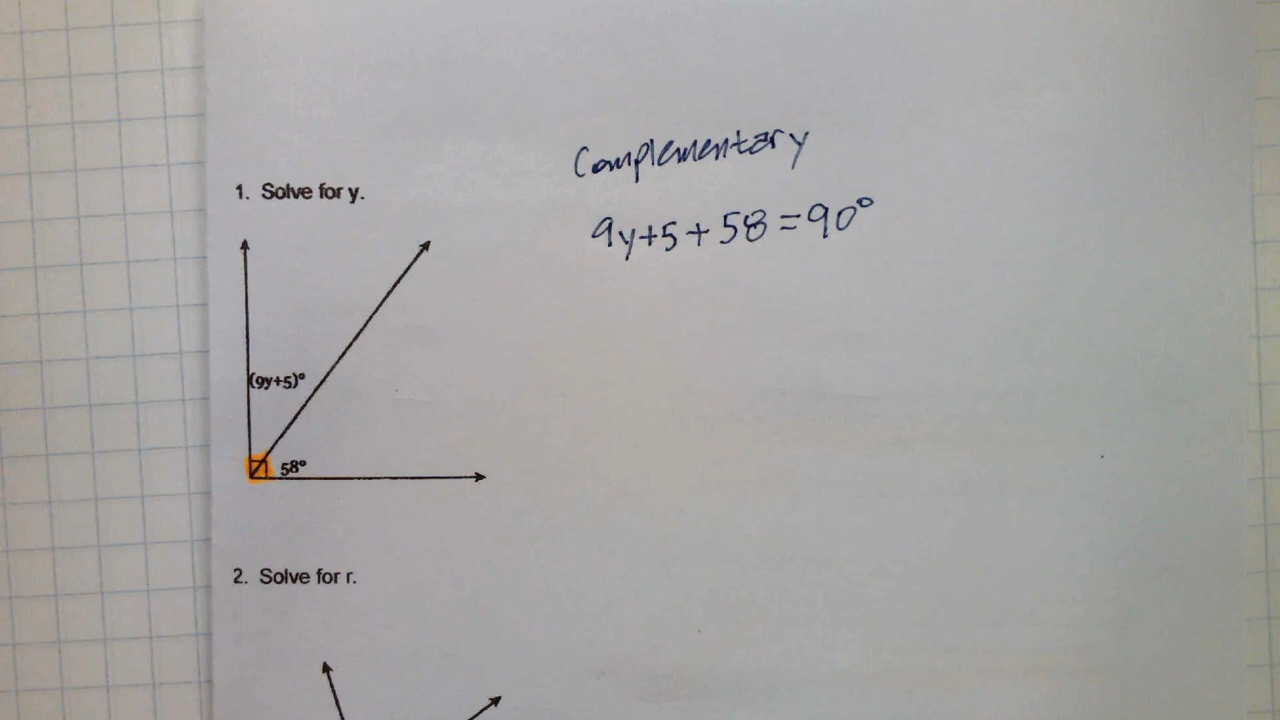 Complementary
1. Solve for y.
9y+5+58=90°
(9y+5)°
58°
2. Solve for r.